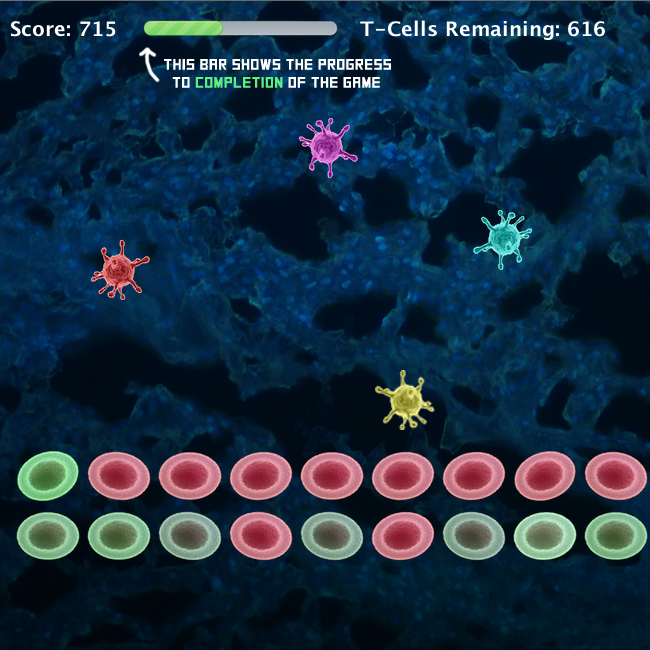 Score: 715
T-Cells Remaining: 616
THIS BAR SHOWS THE PROGRESS
TO COMPLETION OF THE GAME